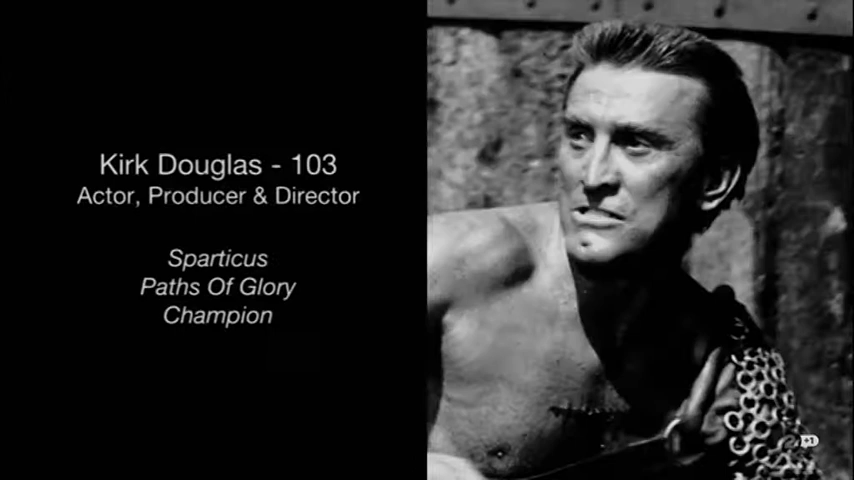 Kirk Douglas - 103
Actor, Producer & Director
Sparticus
Paths Of Glory
Champion